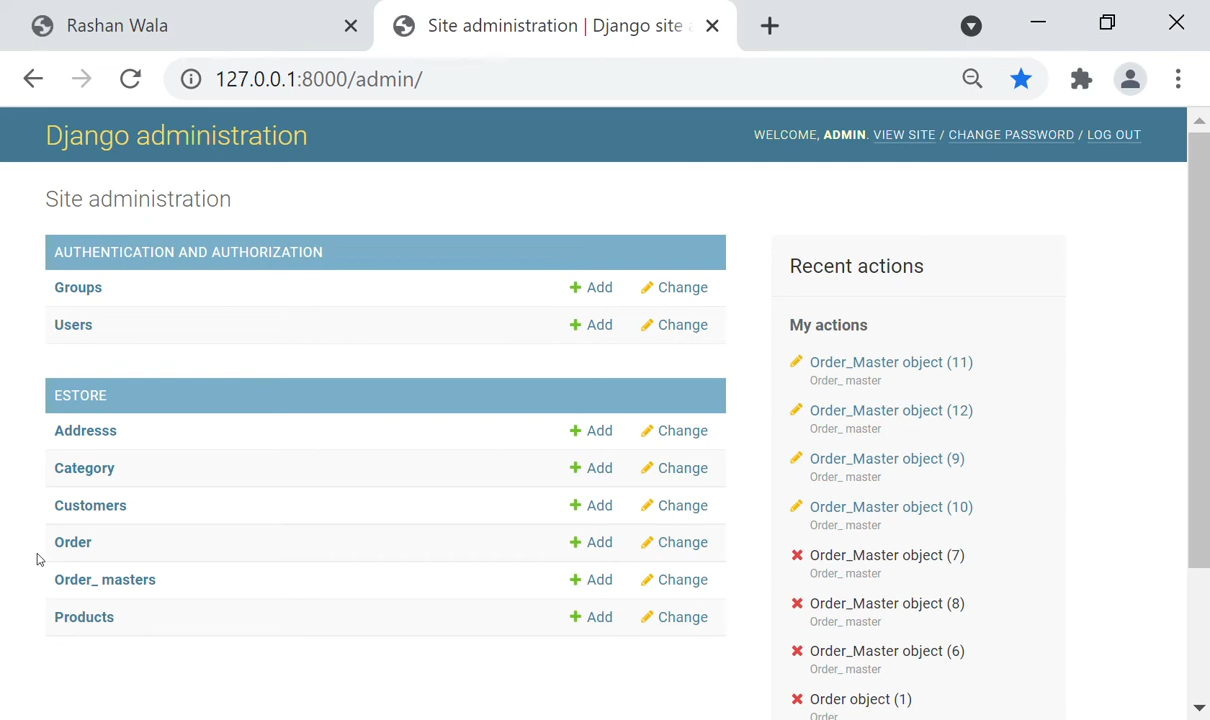 Rashan Wala
Site administration | Django site a
127.0.0.1:8000/admin/
Django administration
WELCOME, ADMIN. VIEW SITE / CHANGE PASSWORD / LOG OUT
Site administration
AUTHENTICATION AND AUTHORIZATION
Groups Add Change
Users Add Change
ESTORE
Addresss Add Change
Category Add Change
Customers Add Change
Order Add Change
Order_ masters Add Change
Products Add Change
Recent actions
My actions
Order_Master object (11)
Order_ master
Order_Master object (12)
Order_ master
Order_Master object (9)
Order_ master
Order_Master object (10)
Order_ master
Order_Master object (7)
Order_ master
Order_Master object (8)
Order_ master
Order_Master object (6)
Order_ master
Order object (1)
Order